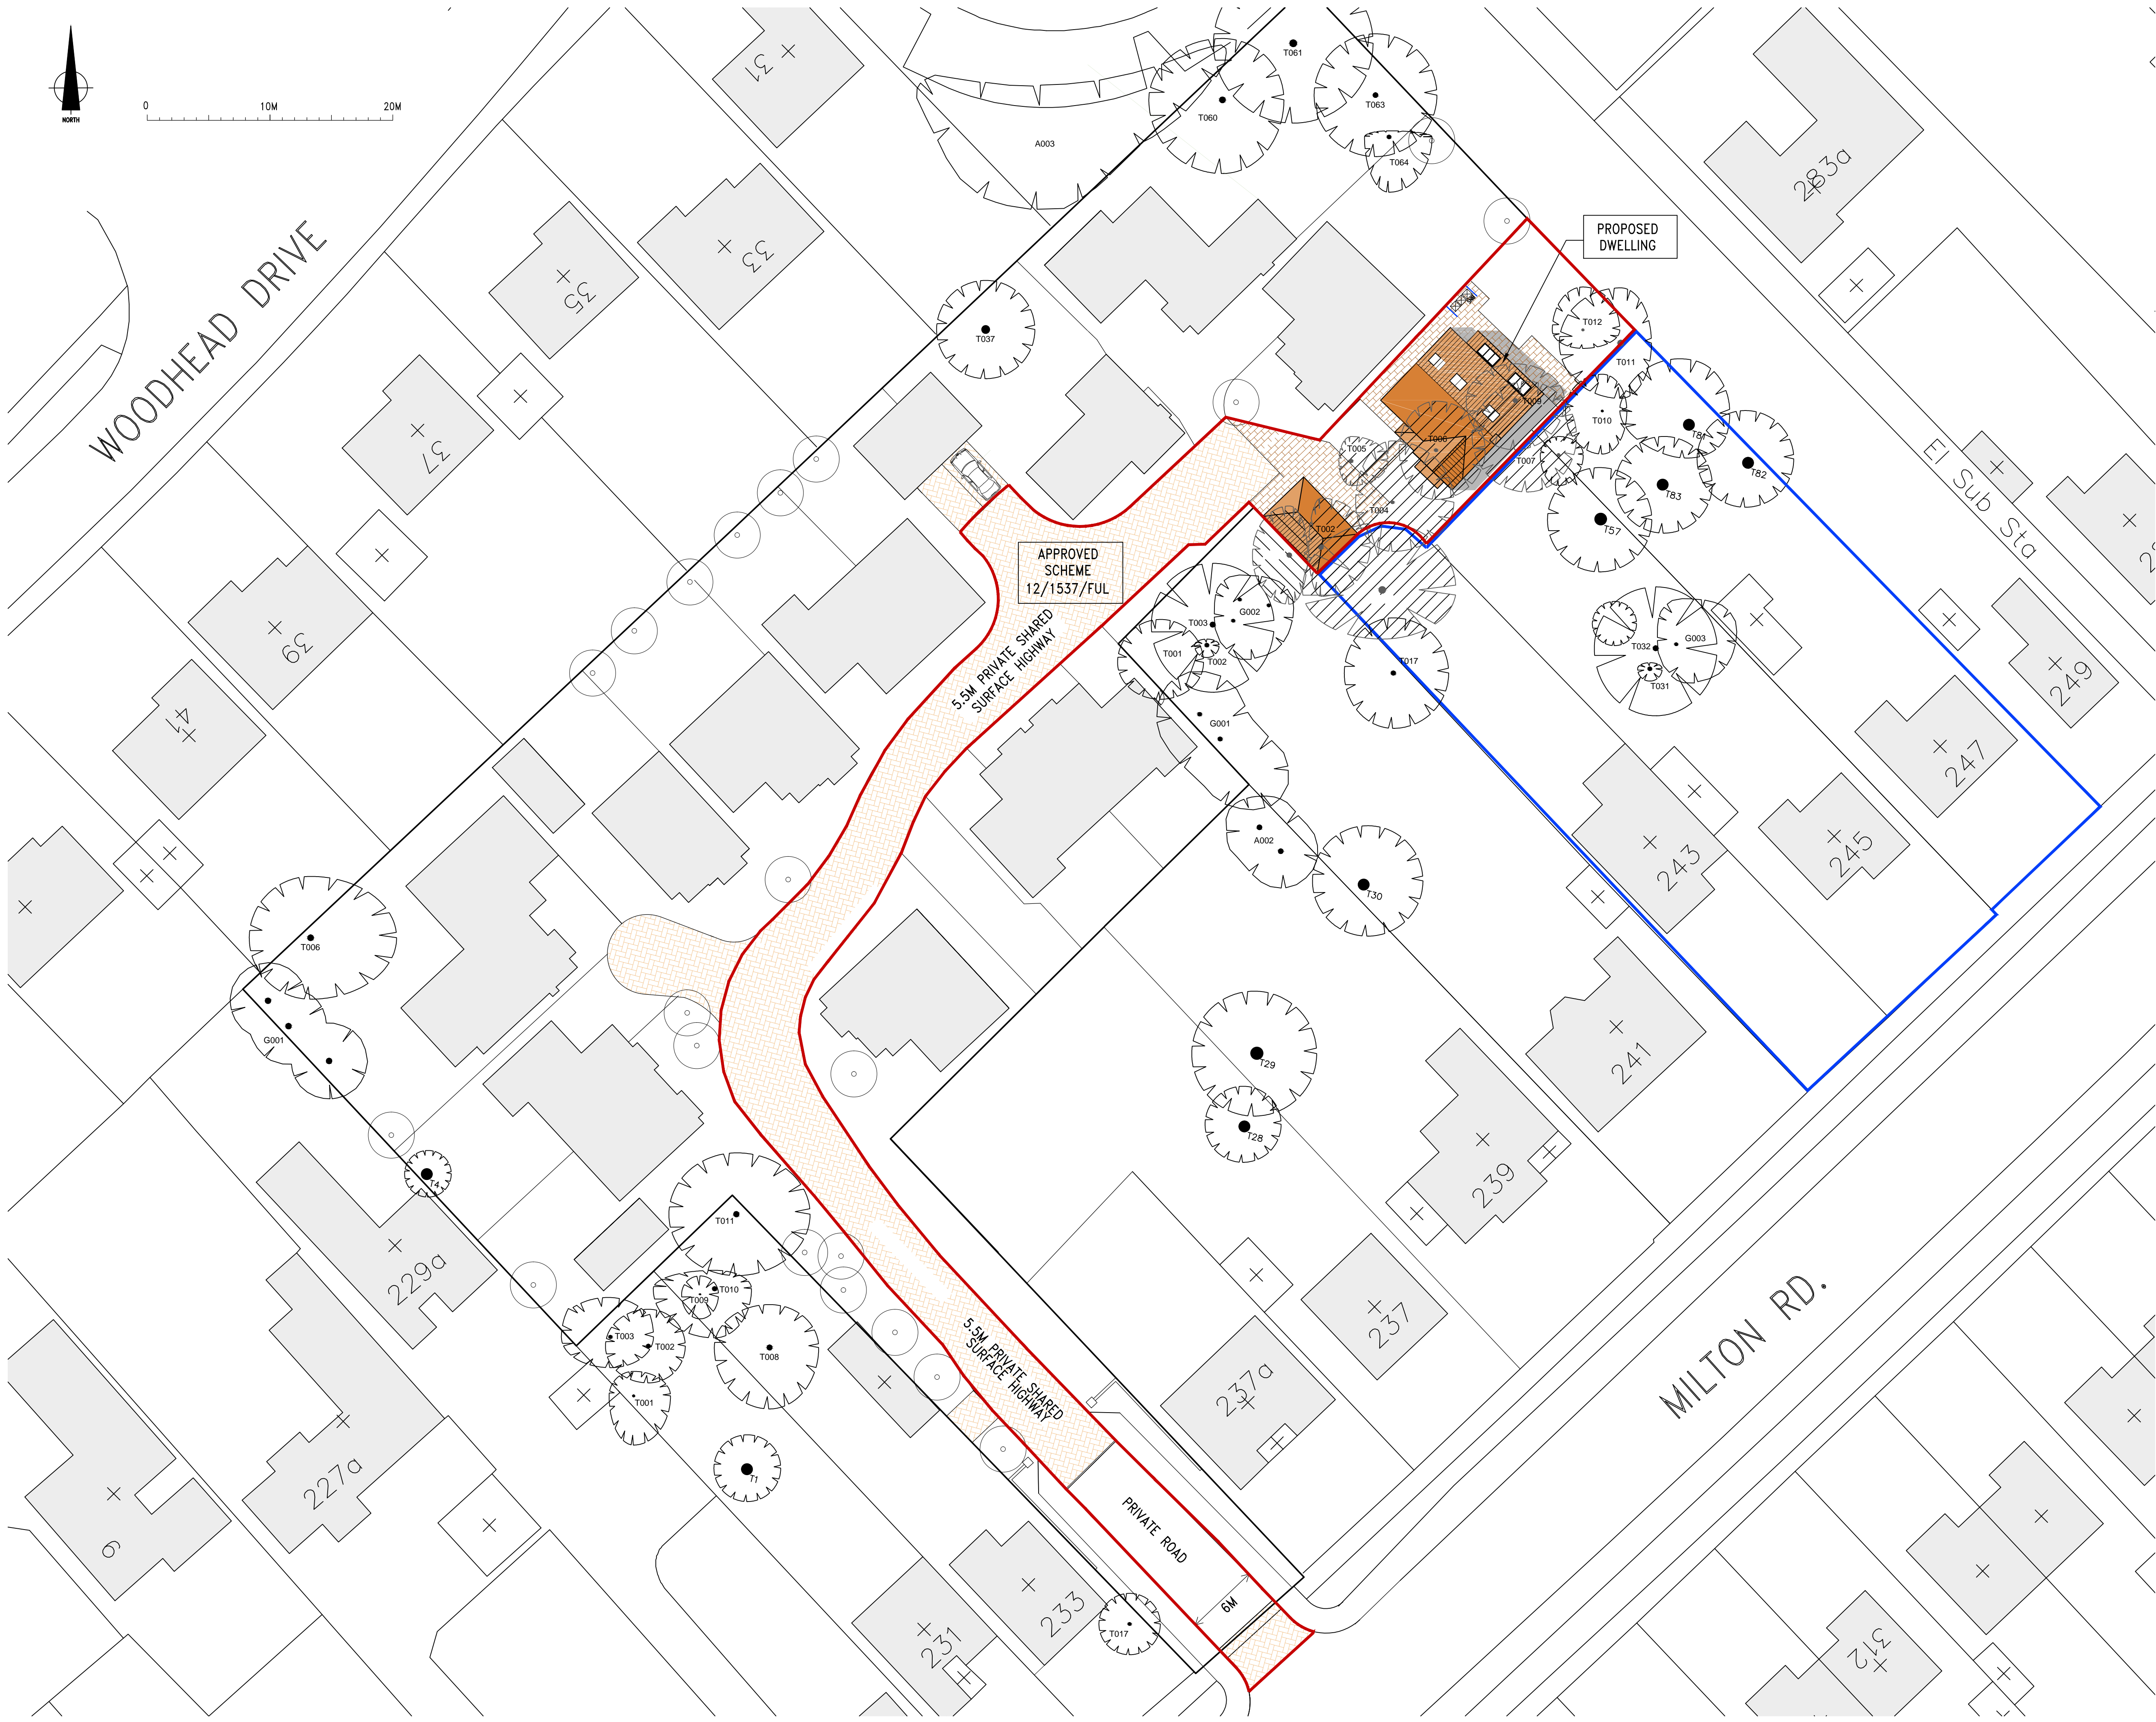 NORTH
0 10M 20M
WOODHEAD DRIVE
31
33
35
37
39
41
T061
T063
T060
T064
A003
283a
PROPOSED
DWELLING
T012
T011
T037
T009
T010
T81
T82
T006
T005
T007
T83
T004
T57
T002
El Sub Sta
APPROVED
SCHEME
12/1537/FUL
5.5M PRIVATE SHARED
SURFACE HIGHWAY
G002
T003
T001
T002
T017
G003
T032
T031
G001
249
247
245
243
A002
T30
T006
G001
T29
T28
241
239
T4
T011
229a
T010
T009
T003
T002
T008
T001
237
237a
5.5M PRIVATE SHARED
SURFACE HIGHWAY
MILTON RD.
T1
227a
9
PRIVATE ROAD
6M
T017
231
233
312